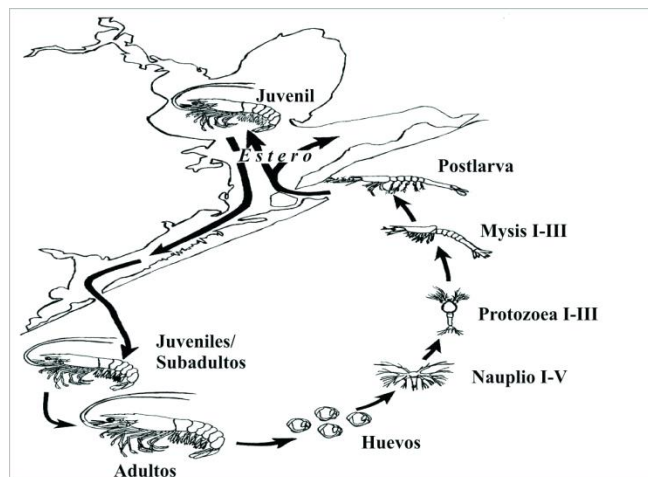 Juvenil
Estero
Postlarva
Mysis I-III
Protozoea I-III
Juveniles/
Subadultos
Nauplio I-V
Huevos
Adultos